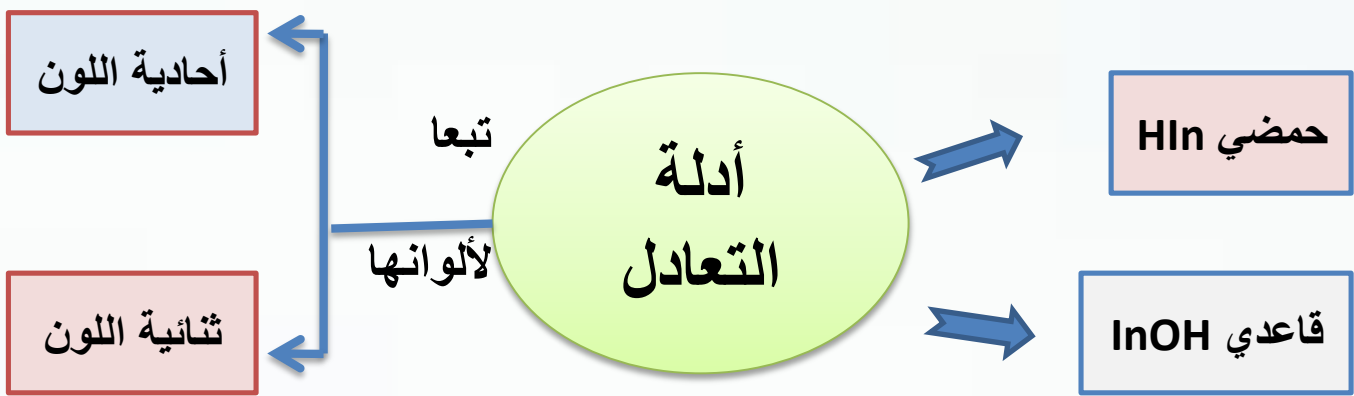 أدلة
التعادل
حمضي HIn
قاعدي InOH
تبعا
لألوانها
أحادية اللون
ثنائية اللون